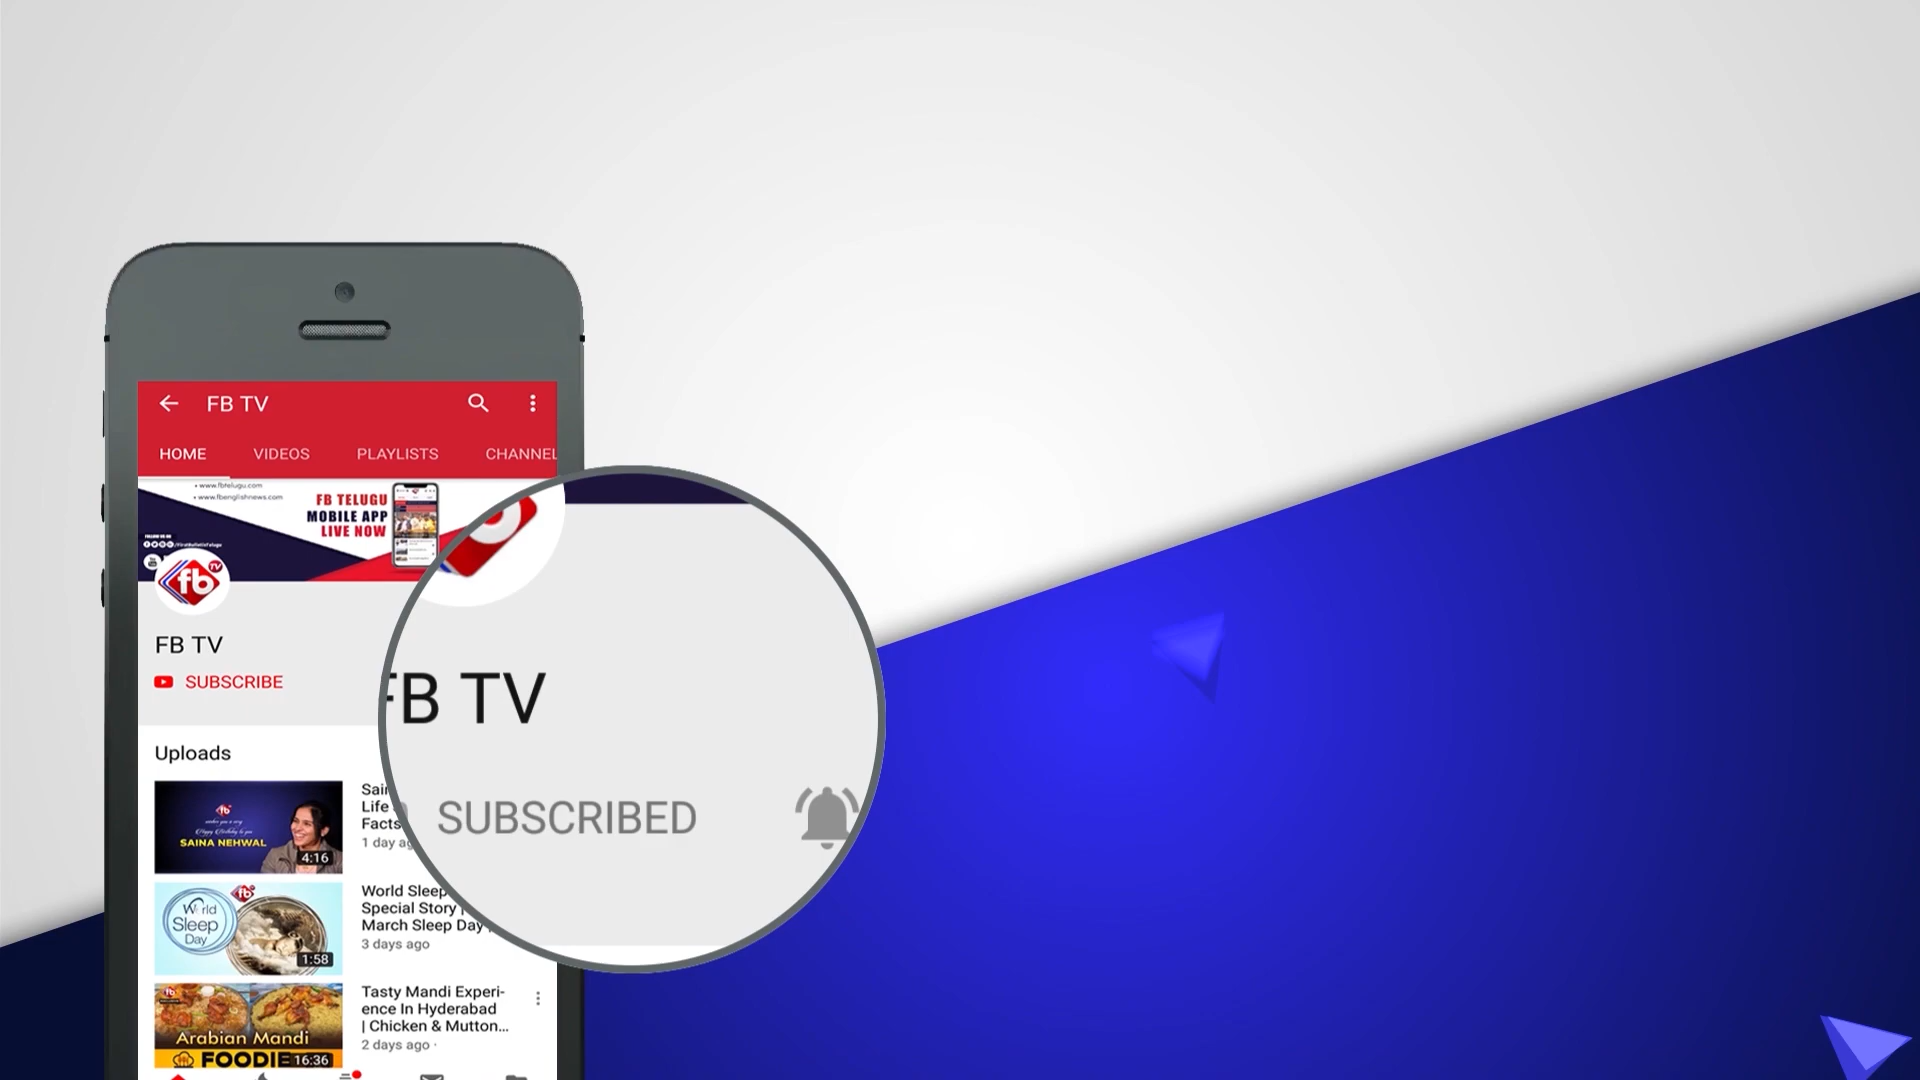 FB TV
HOME VIDEOS PLAYLISTS CHANNEL
• www.fbtelugu.com
• www.fbenglishnews.com
FB TELUGU
MOBILE APP
LIVE NOW
fb TV
FB TV
SUBSCRIBE
FB TV
SUBSCRIBED
Uploads
fb
SAINA NEHWAL
4:16
Life
Facts
1 day ag
fb
World
Sleep
Day
1:58
World Sleep
Special Story |
March Sleep Day
3 days ago
fb
Arabian Mandi
FOODIE
16:36
Tasty Mandi Experi-
ence In Hyderabad
| Chicken & Mutton...
2 days ago ·